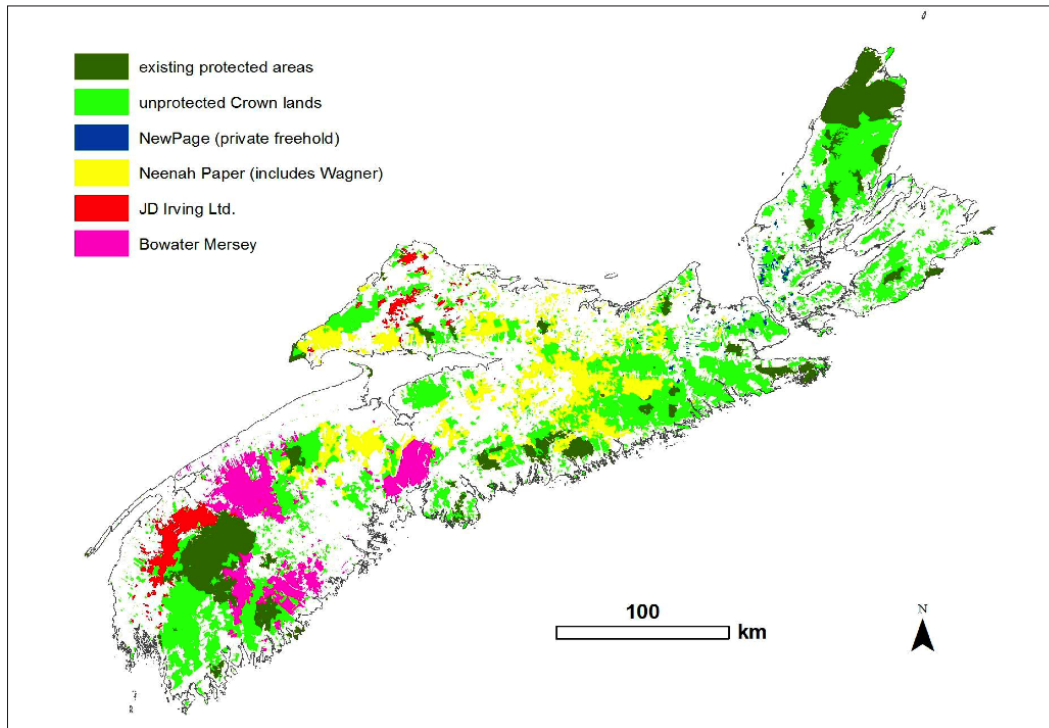 existing protected areas
unprotected Crown lands
NewPage (private freehold)
Neenah Paper (includes Wagner)
JD Irving Ltd.
Bowater Mersey
100
km
N